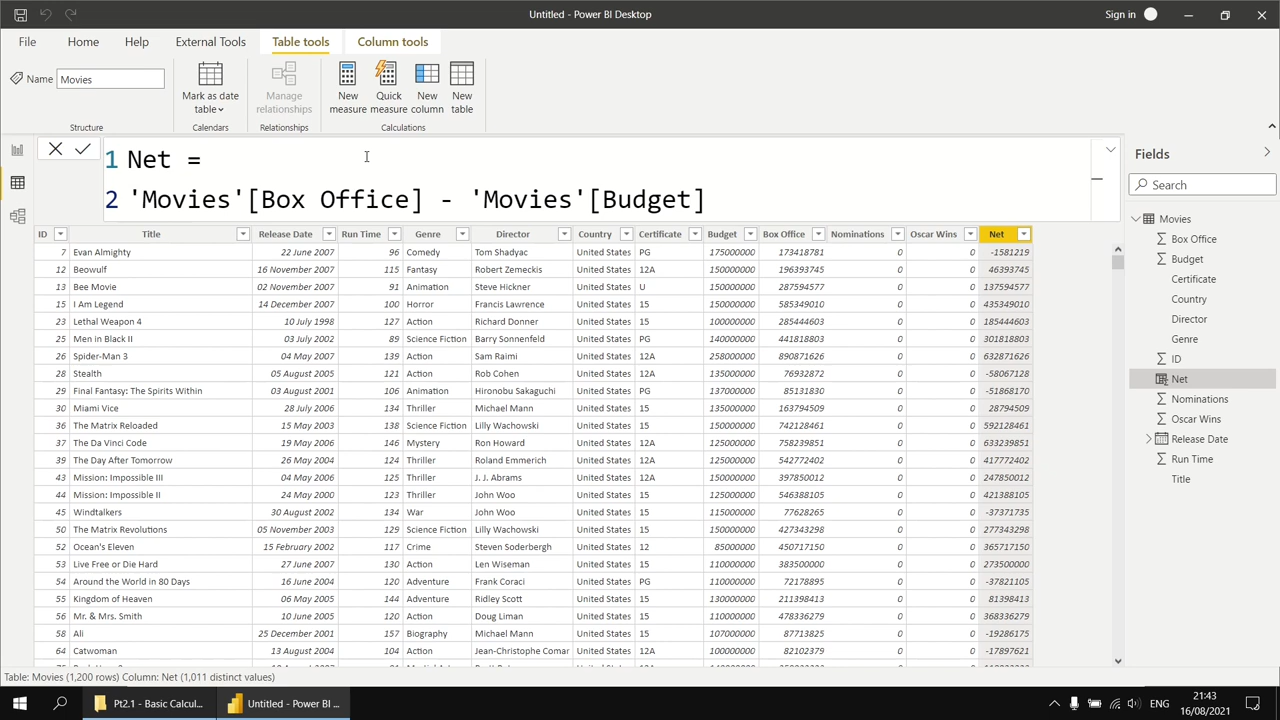 Untitled - Power BI Desktop
Sign in
File Home Help External Tools Table tools Column tools
Name Movies
Mark as date table
Manage relationships
New measure
Quick measure
New column
New table
Structure Calendars Relationships Calculations
1 Net =
2 'Movies'[Box Office] - 'Movies'[Budget]
ID Title Release Date Run Time Genre Director Country Certificate Budget Box Office Nominations Oscar Wins Net
7 Evan Almighty 22 June 2007 96 Comedy Tom Shadyac United States PG 175000000 173418781 0 0 -1581219
12 Beowulf 16 November 2007 115 Fantasy Robert Zemeckis United States 12A 150000000 196393745 0 0 46393745
13 Bee Movie 02 November 2007 91 Animation Steve Hickner United States U 150000000 287594577 0 0 137594577
15 I Am Legend 14 December 2007 100 Horror Francis Lawrence United States 15 150000000 585349010 0 0 435349010
23 Lethal Weapon 4 10 July 1998 127 Action Richard Donner United States 15 100000000 285444603 0 0 185444603
25 Men in Black II 03 July 2002 89 Science Fiction Barry Sonnenfeld United States PG 140000000 441818803 0 0 301818803
26 Spider-Man 3 04 May 2007 139 Action Sam Raimi United States 12A 258000000 890871626 0 0 632871626
28 Stealth 05 August 2005 121 Action Rob Cohen United States 12A 135000000 76932872 0 0 -58067128
29 Final Fantasy: The Spirits Within 03 August 2001 106 Animation Hironobu Sakaguchi United States PG 137000000 85131830 0 0 -51868170
30 Miami Vice 28 July 2006 134 Thriller Michael Mann United States 15 135000000 163794509 0 0 28794509
36 The Matrix Reloaded 15 May 2003 138 Science Fiction Lilly Wachowski United States 15 150000000 742128461 0 0 592128461
37 The Da Vinci Code 19 May 2006 146 Mystery Ron Howard United States 12A 125000000 758239851 0 0 633239851
39 The Day After Tomorrow 26 May 2004 124 Thriller Roland Emmerich United States 12A 125000000 542772402 0 0 417772402
43 Mission: Impossible III 04 May 2006 125 Thriller J. J. Abrams United States 12A 150000000 397850012 0 0 247850012
44 Mission: Impossible II 24 May 2000 123 Thriller John Woo United States 15 125000000 546388105 0 0 421388105
45 Windtalkers 30 August 2002 134 War John Woo United States 15 115000000 77628265 0 0 -37371735
50 The Matrix Revolutions 05 November 2003 129 Science Fiction Lilly Wachowski United States 15 150000000 427343298 0 0 277343298
52 Ocean's Eleven 15 February 2002 117 Crime Steven Soderbergh United States 12 85000000 450717150 0 0 365717150
53 Live Free or Die Hard 27 June 2007 130 Action Len Wiseman United States 15 110000000 383500000 0 0 273500000
54 Around the World in 80 Days 16 June 2004 120 Adventure Frank Coraci United States PG 110000000 72178895 0 0 -37821105
55 Kingdom of Heaven 06 May 2005 144 Adventure Ridley Scott United States 15 130000000 211398413 0 0 81398413
56 Mr. & Mrs. Smith 10 June 2005 120 Action Doug Liman United States 15 110000000 478336279 0 0 368336279
58 Ali 25 December 2001 157 Biography Michael Mann United States 15 107000000 87713825 0 0 -19286175
64 Catwoman 13 August 2004 104 Action Jean-Christophe Comar United States 12A 100000000 82102379 0 0 -17897621
Fields
Search
Movies
Box Office
Budget
Certificate
Country
Director
Genre
ID
Net
Nominations
Oscar Wins
Release Date
Run Time
Title
Table: Movies (1,200 rows) Column: Net (1,011 distinct values)
Pt2.1 - Basic Calcul...
Untitled - Power BI ...
ENG
21:43
16/08/2021